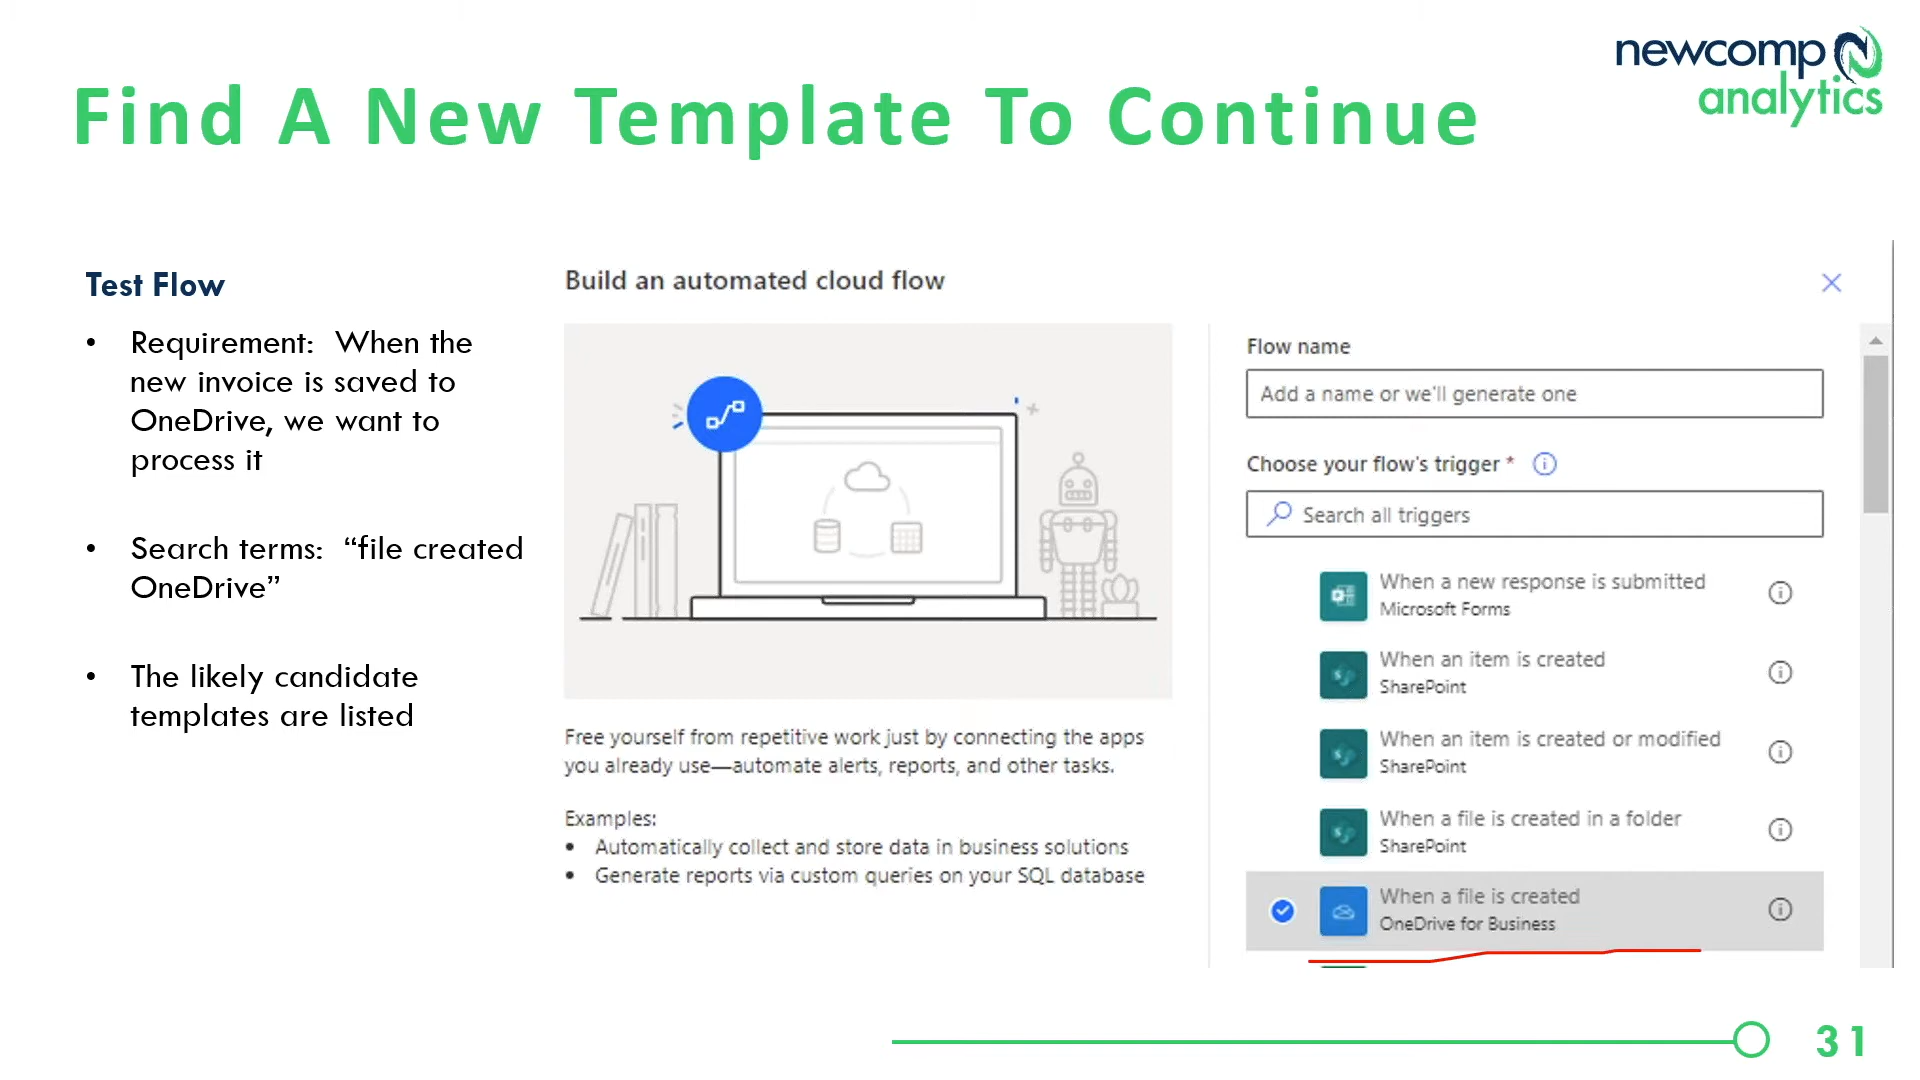 newcomp
analytics
Find A New Template To Continue
Test Flow
• Requirement:  When the
new invoice is saved to
OneDrive, we want to
process it
• Search terms:  “file created
OneDrive”
• The likely candidate
templates are listed
Build an automated cloud flow
Free yourself from repetitive work just by connecting the apps
you already use—automate alerts, reports, and other tasks.
Examples:
• Automatically collect and store data in business solutions
• Generate reports via custom queries on your SQL database
Flow name
Add a name or we'll generate one
Choose your flow's trigger *
Search all triggers
When a new response is submitted
Microsoft Forms
When an item is created
SharePoint
When an item is created or modified
SharePoint
When a file is created in a folder
SharePoint
When a file is created
OneDrive for Business
31